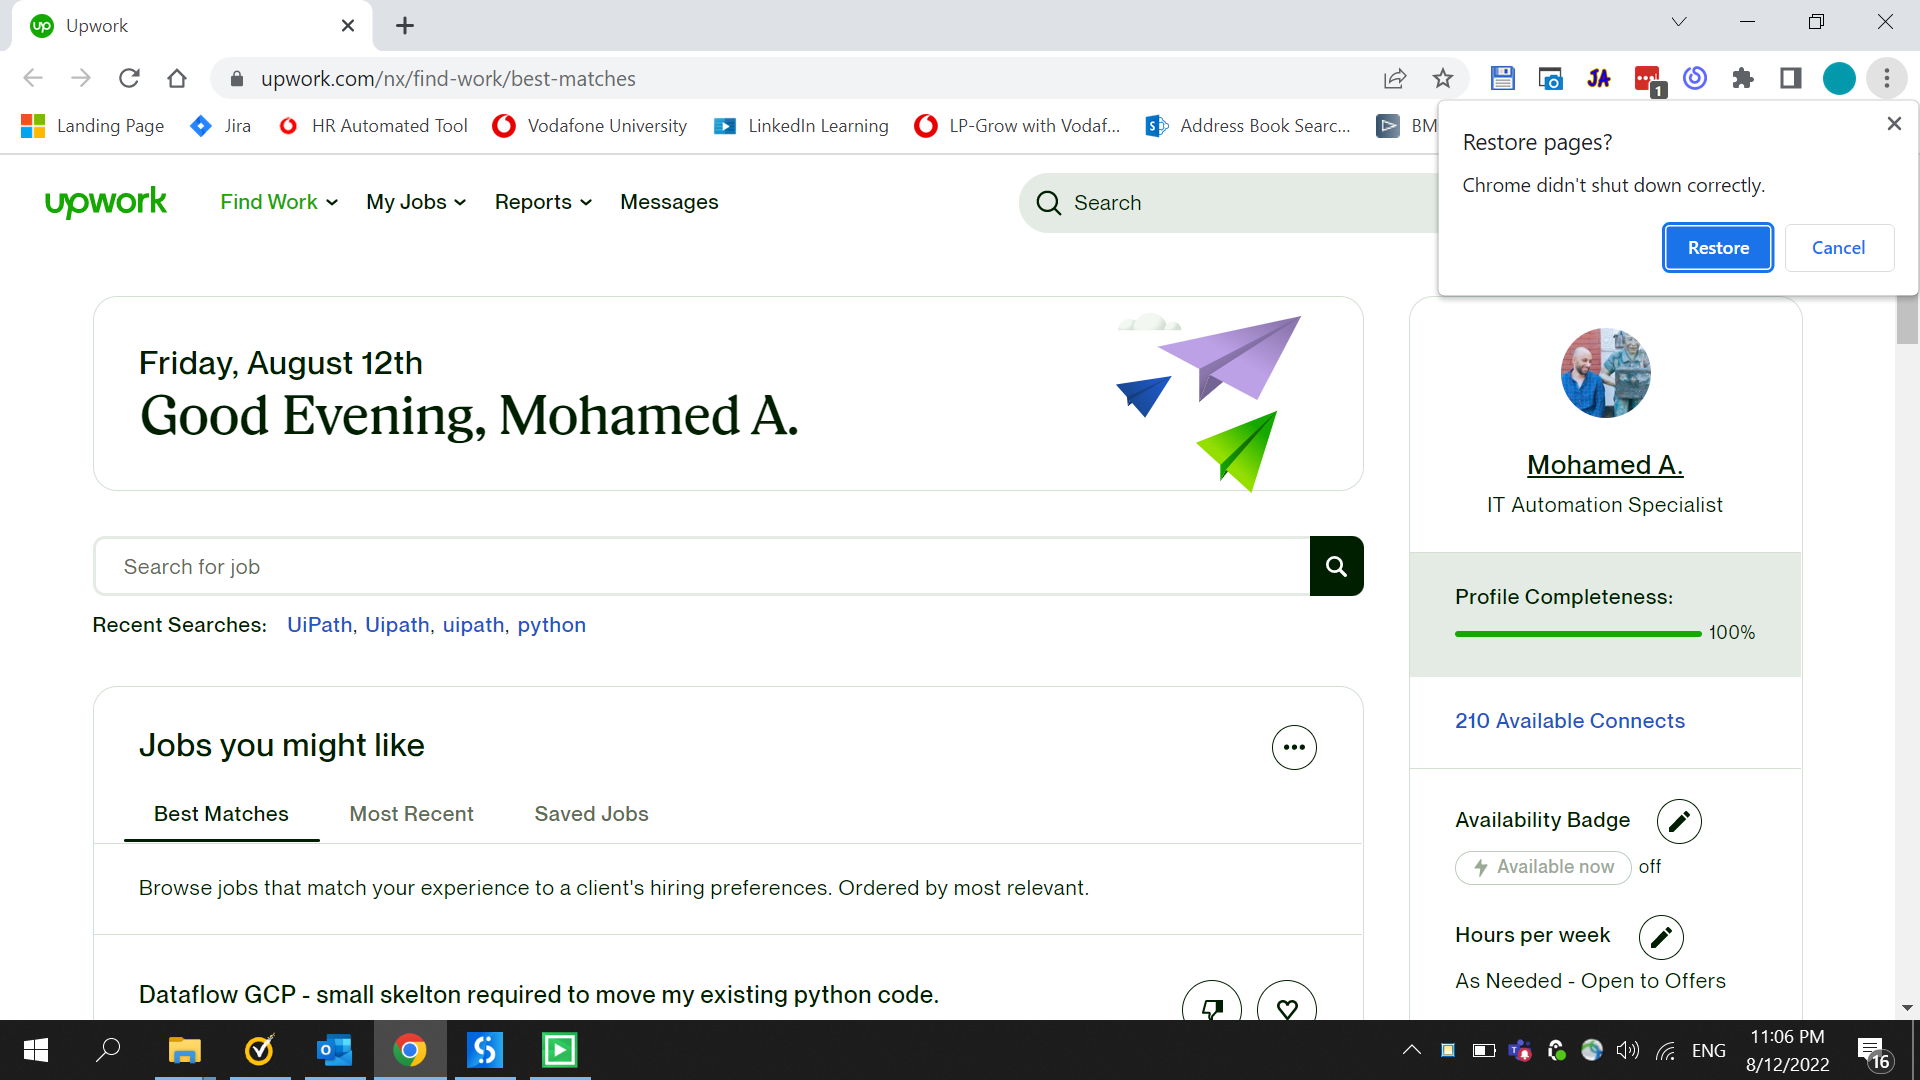 Upwork
upwork.com/nx/find-work/best-matches
1
Landing Page
Jira
HR Automated Tool
Vodafone University
LinkedIn Learning
LP-Grow with Vodaf...
Address Book Searc...
BM
Restore pages?
Chrome didn't shut down correctly.
Restore
Cancel
upwork
Find Work
My Jobs
Reports
Messages
Search
Friday, August 12th
Good Evening, Mohamed A.
Search for job
Recent Searches: UiPath, Uipath, uipath, python
Jobs you might like
Best Matches
Most Recent
Saved Jobs
Browse jobs that match your experience to a client's hiring preferences. Ordered by most relevant.
Dataflow GCP - small skelton required to move my existing python code.
Mohamed A.
IT Automation Specialist
Profile Completeness:
100%
210 Available Connects
Availability Badge
Available now off
Hours per week
As Needed - Open to Offers
ENG
11:06 PM
8/12/2022
16